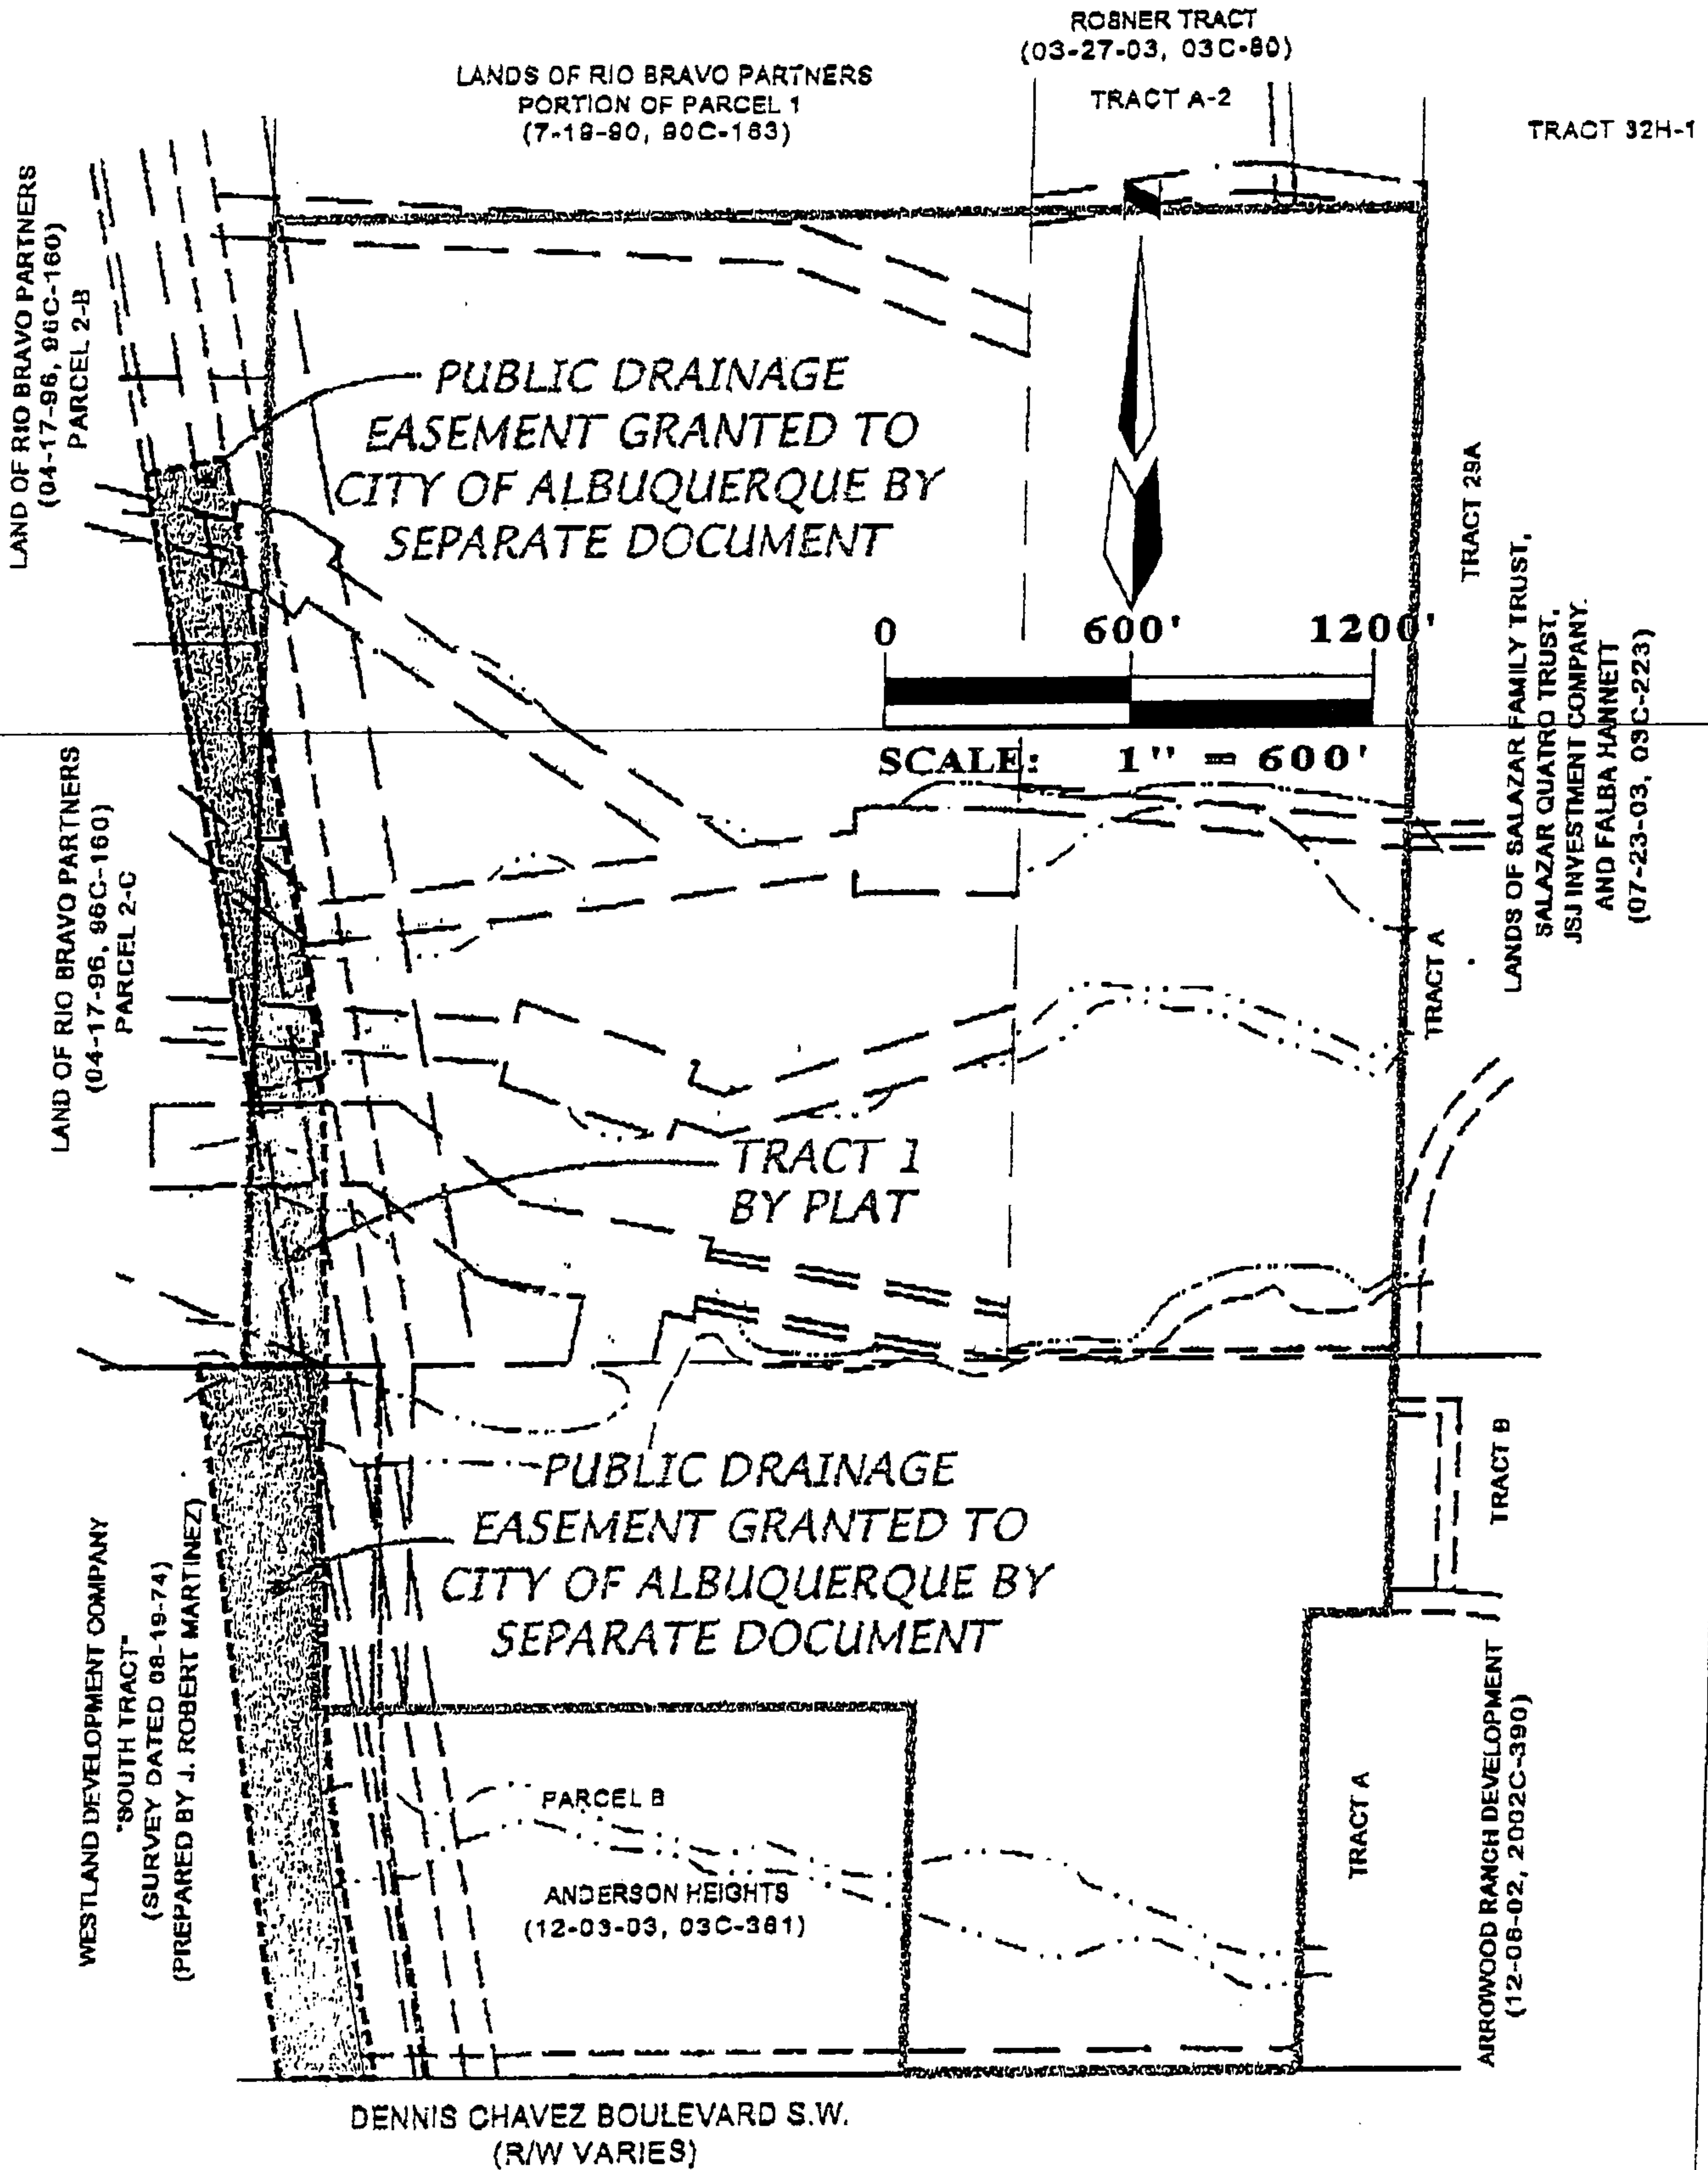 ROSNER TRACT
(03-27-03, 03C-80)
TRACT A-2
LANDS OF RIO BRAVO PARTNERS
PORTION OF PARCEL 1
(7-19-90, 90C-163)
TRACT 32H-1
LAND OF RIO BRAVO PARTNERS
(04-17-96, 96C-160)
PARCEL 2-B
PUBLIC DRAINAGE
EASEMENT GRANTED TO
CITY OF ALBUQUERQUE BY
SEPARATE DOCUMENT
TRACT 29A
0 600' 1200'
SCALE: 1" = 600'
LANDS OF SALAZAR FAMILY TRUST,
SALAZAR QUATRO TRUST,
JSJ INVESTMENT COMPANY.
AND FALBA HANNETT
(07-23-03, 03C-223)
LAND OF RIO BRAVO PARTNERS
(04-17-96, 96C-160)
PARCEL 2-C
TRACT A
TRACT 1
BY PLAT
PUBLIC DRAINAGE
EASEMENT GRANTED TO
CITY OF ALBUQUERQUE BY
SEPARATE DOCUMENT
TRACT B
WESTLAND DEVELOPMENT COMPANY
"SOUTH TRACT"
(SURVEY DATED 08-19-74)
(PREPARED BY J. ROBERT MARTINEZ)
PARCEL B
ANDERSON HEIGHTS
(12-03-03, 03C-361)
TRACT A
ARROWOOD RANCH DEVELOPMENT
(12-06-02, 2002C-390)
DENNIS CHAVEZ BOULEVARD S.W.
(R/W VARIES)